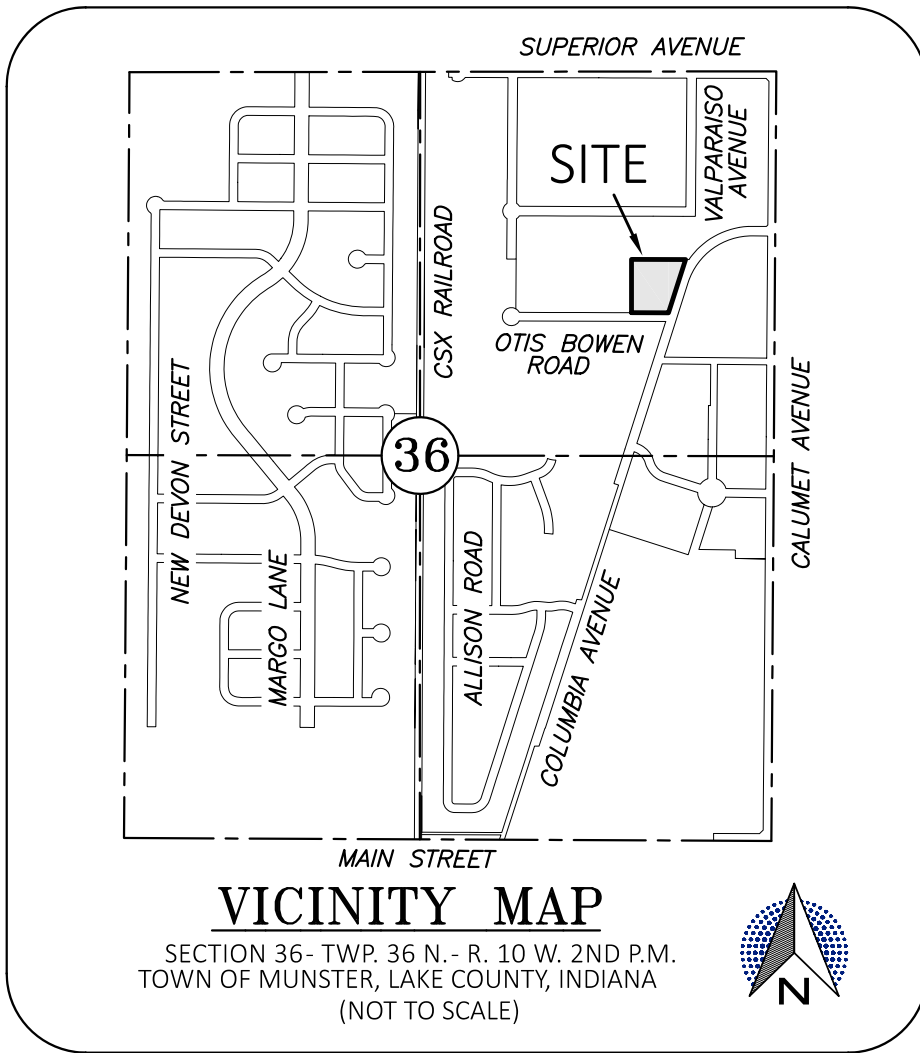 SUPERIOR AVENUE
VALPARAISO
AVENUE
SITE
CSX RAILROAD
OTIS BOWEN
ROAD
NEW DEVON STREET
CALUMET AVENUE
36
MARGO LANE
ALLISON ROAD
COLUMBIA AVENUE
MAIN STREET
VICINITY MAP
SECTION 36- TWP. 36 N.- R. 10 W. 2ND P.M.
TOWN OF MUNSTER, LAKE COUNTY, INDIANA
(NOT TO SCALE)
N